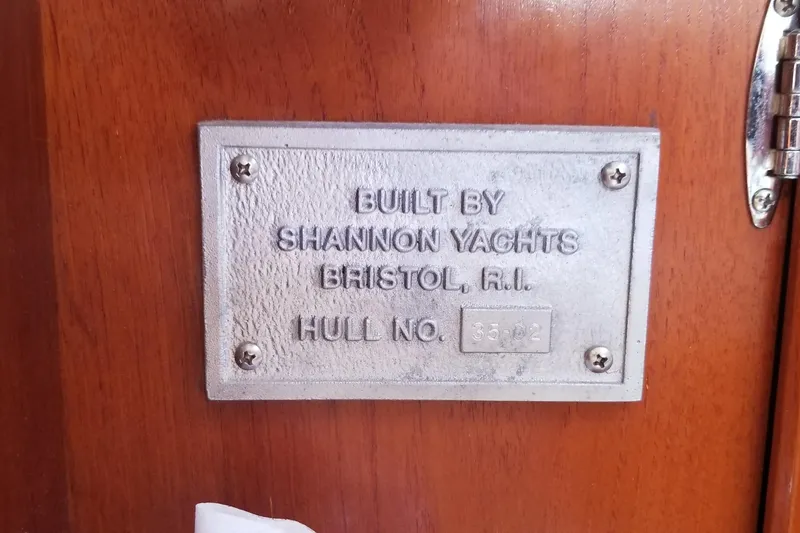 BUILT BY
SHANNON YACHTS
BRISTOL, R.I.
HULL NO. 35-02